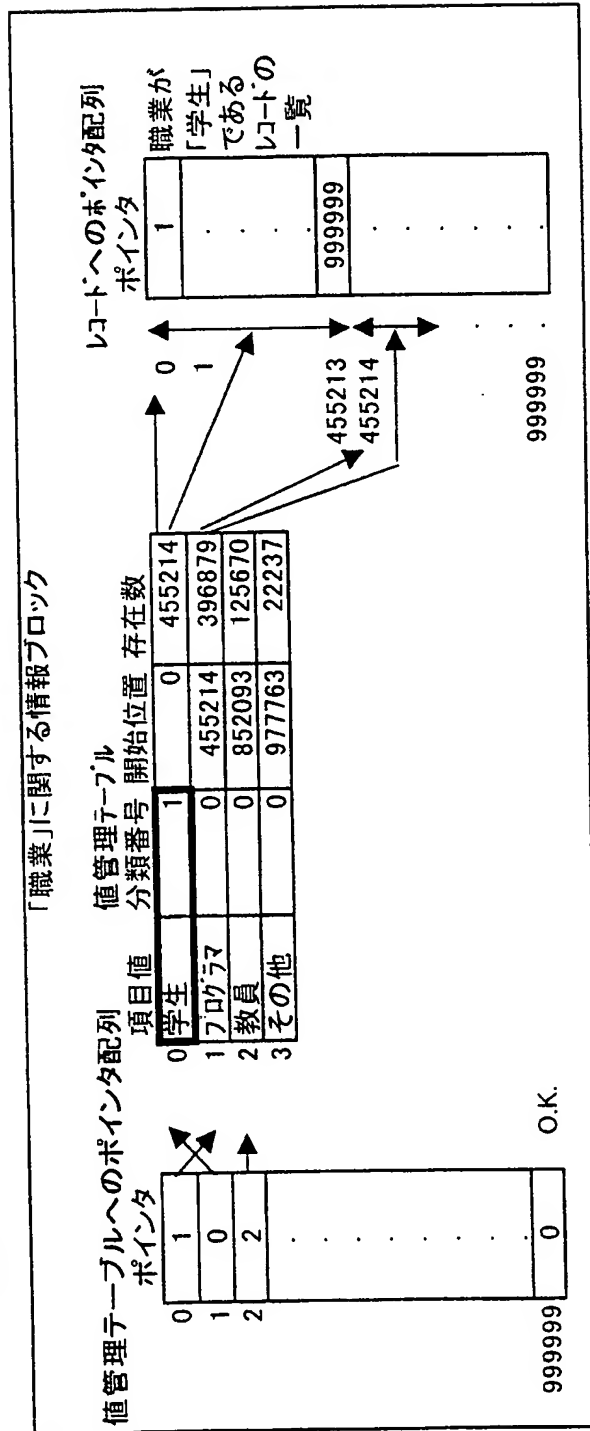 「職業」に関する情報ブロック
値管理テーブルへのポインタ配列
ポインタ
0 1
1 0
2 2
999999 0
O.K.
値管理テーブル
項目値 分類番号 開始位置 存在数
0 学生 1 0 455214
1 プログラマ 0 455214 396879
2 教員 0 852093 125670
3 その他 0 977763 22237
レコードへのポインタ配列
ポインタ
0 1
1
455213 999999
455214
999999
職業が
「学生」
である
レコードの
一覧